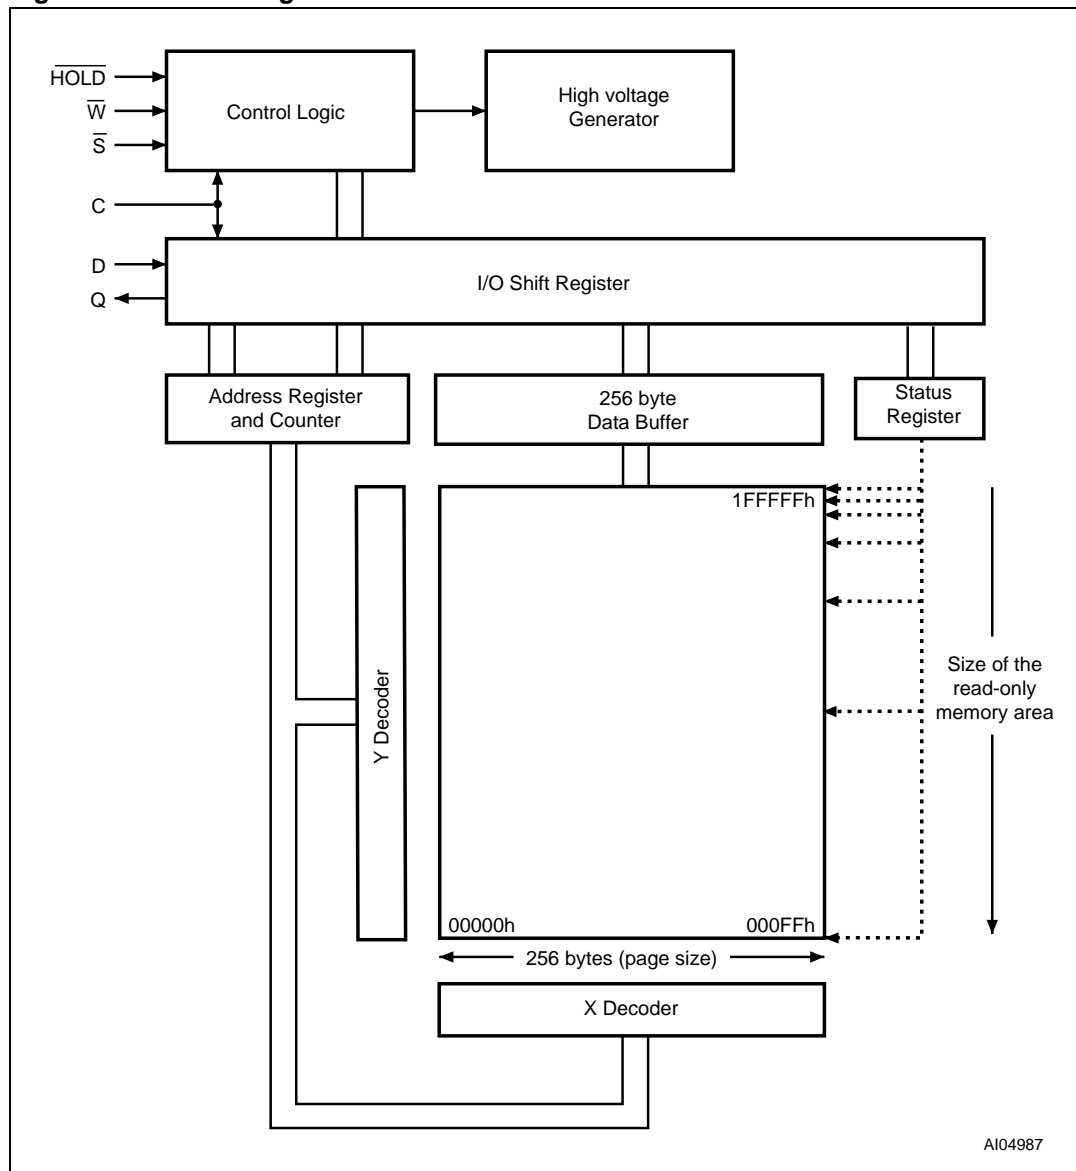 HOLD
W
S
C
D
Q
Control Logic
High voltage
Generator
I/O Shift Register
Address Register
and Counter
256 byte
Data Buffer
Status
Register
1FFFFFh
Y Decoder
Size of the
read-only
memory area
00000h
000FFh
256 bytes (page size)
X Decoder
AI04987